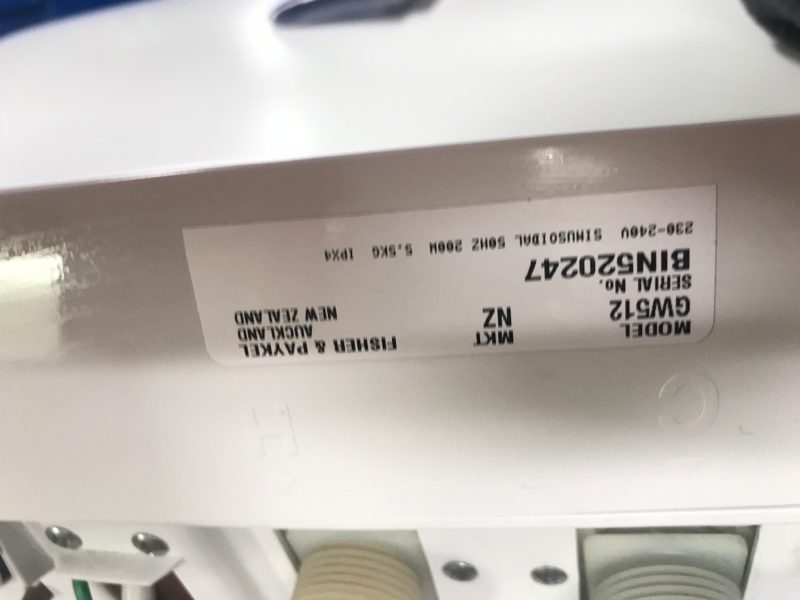 MODEL MKT FISHER & PAYKEL
GW512 NZ AUCKLAND
NEW ZEALAND
SERIAL No.
BIN520247
230-240V SINUSOIDAL 50HZ 200W 5.5KG IPX4
C
H